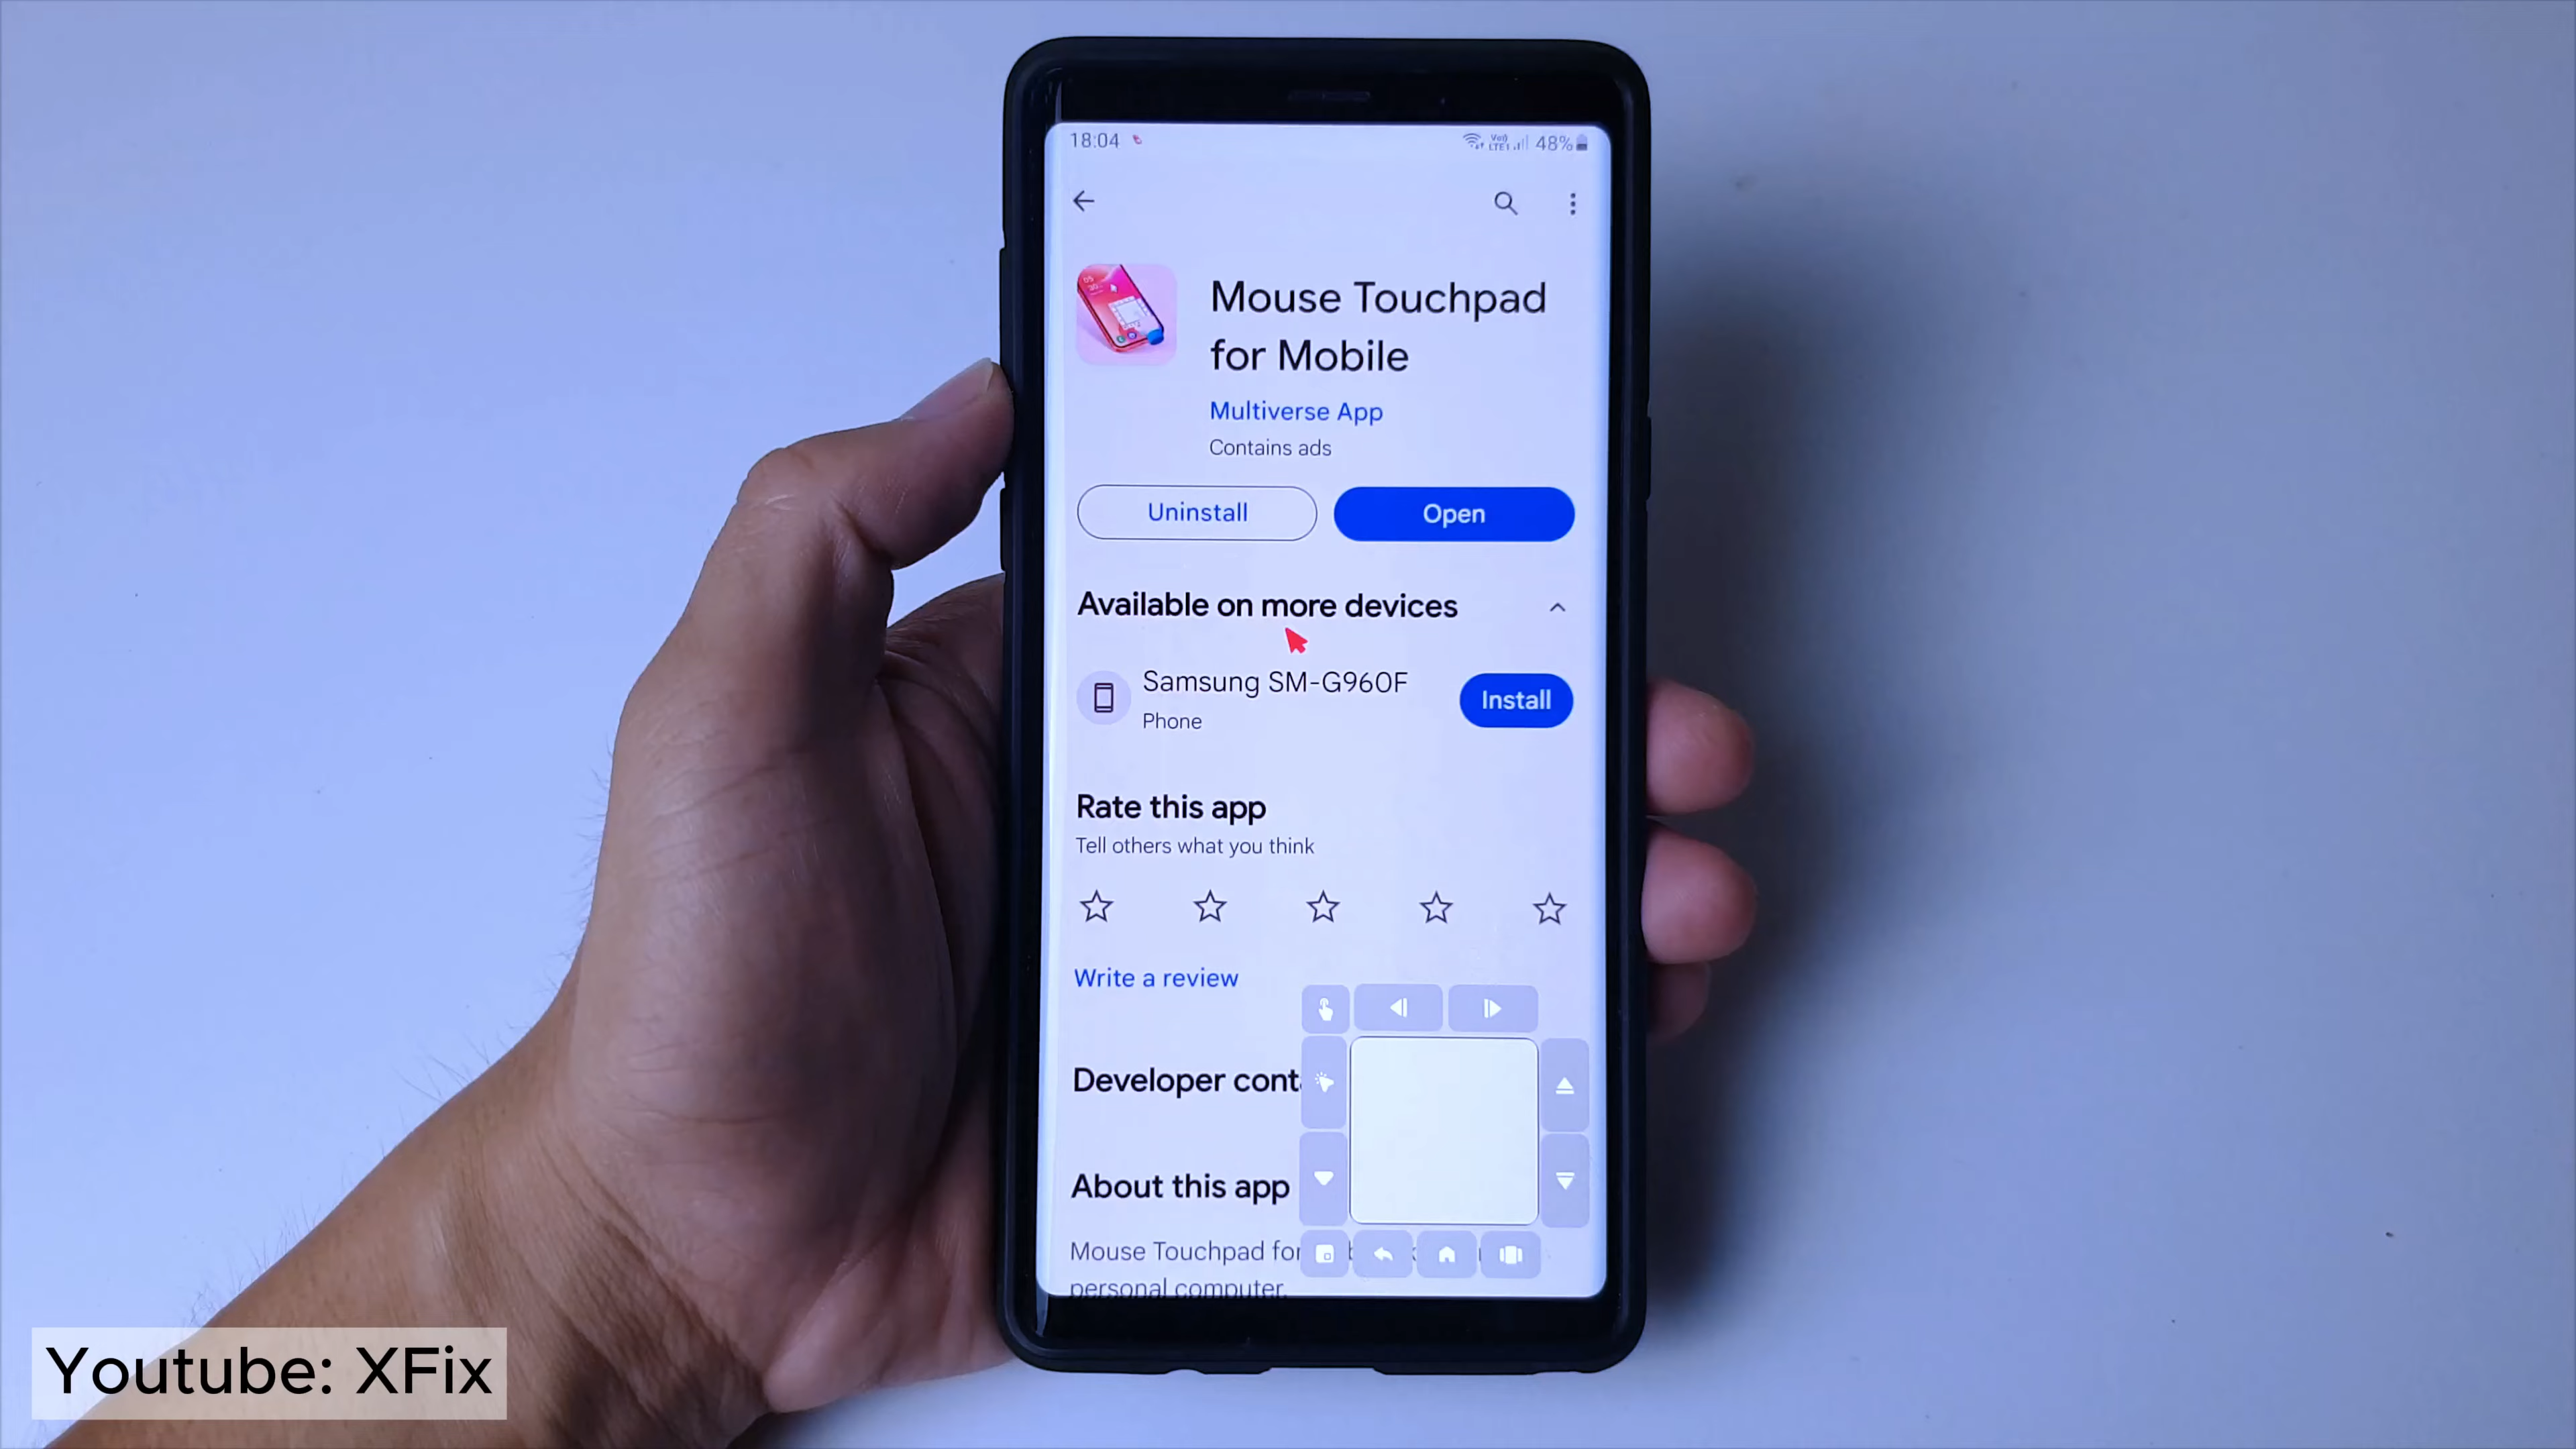 18:04
Vo))
LTE1
48%
Mouse Touchpad
for Mobile
Multiverse App
Contains ads
Uninstall
Open
Available on more devices
Samsung SM-G960F
Phone
Install
Rate this app
Tell others what you think
Write a review
Developer cont
About this app
Mouse Touchpad for
personal computer.
Youtube: XFix